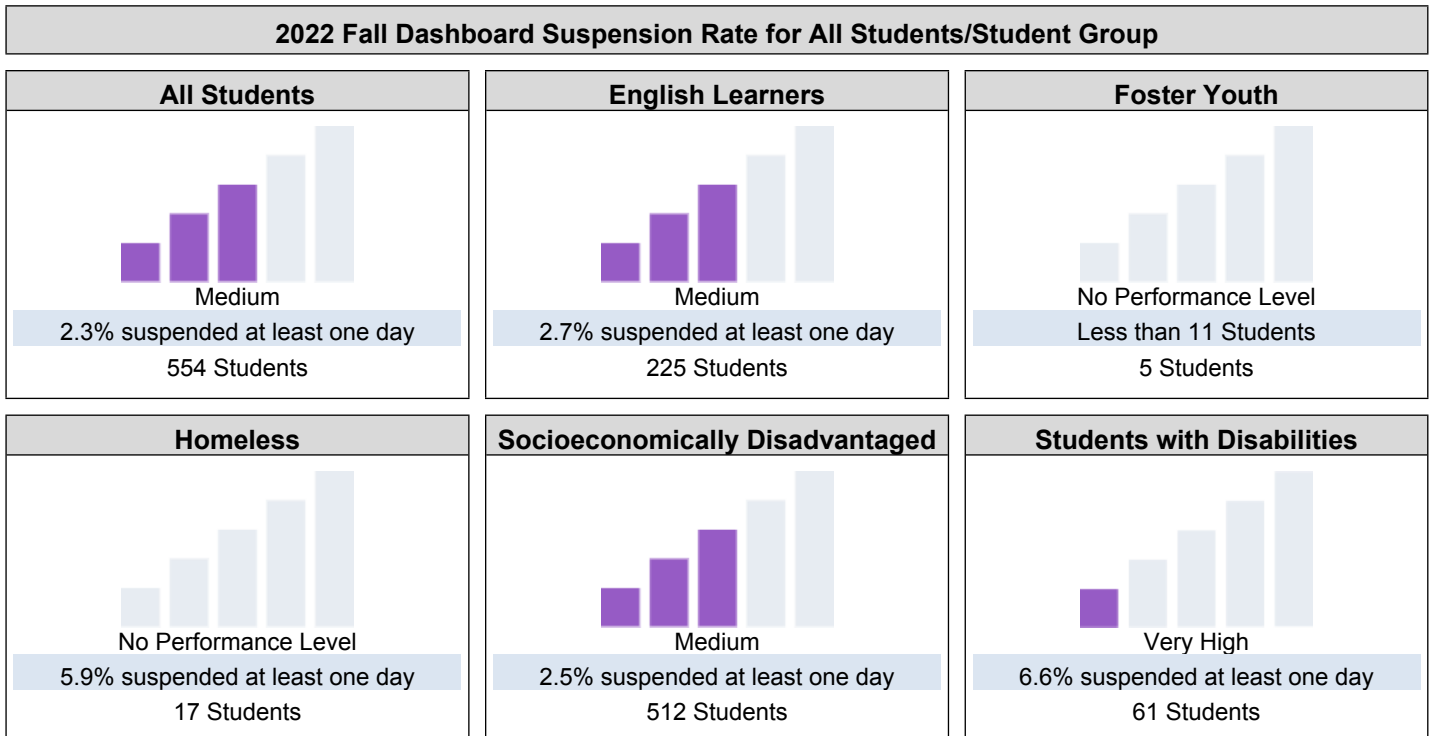 2022 Fall Dashboard Suspension Rate for All Students/Student Group
All Students
Medium
2.3% suspended at least one day
554 Students
English Learners
Medium
2.7% suspended at least one day
225 Students
Foster Youth
No Performance Level
Less than 11 Students
5 Students
Homeless
No Performance Level
5.9% suspended at least one day
17 Students
Socioeconomically Disadvantaged
Medium
2.5% suspended at least one day
512 Students
Students with Disabilities
Very High
6.6% suspended at least one day
61 Students